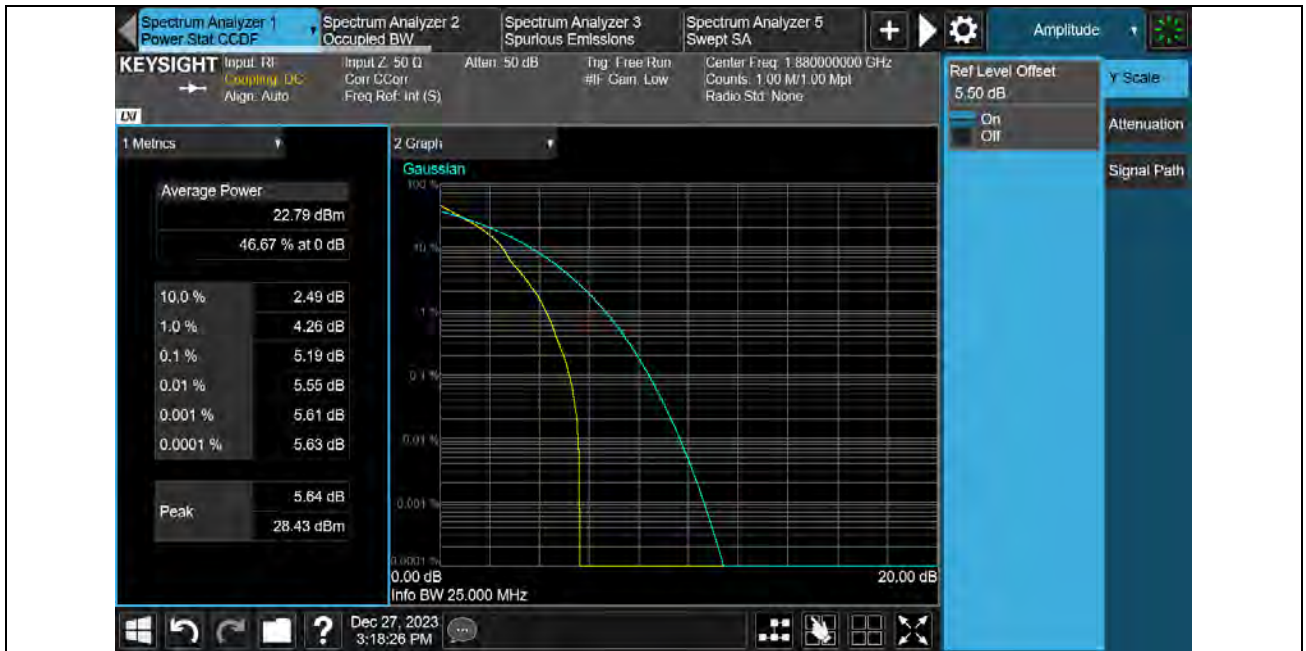 Spectrum Analyzer 1
Power Stat CCDF
Spectrum Analyzer 2
Occupied BW
Spectrum Analyzer 3
Spurious Emissions
Spectrum Analyzer 5
Swept SA
Amplitude
KEYSIGHT
Input: RF
Coupling: DC
Align: Auto
Input Z: 50 Ω
Corr CCorr
Freq Ref: Int (S)
Atten: 50 dB
Trig: Free Run
#IF Gain: Low
Center Freq: 1.880000000 GHz
Counts: 1.00 M/1.00 Mpt
Radio Std: None
LXI
Ref Level Offset
5.50 dB
On
Off
Y Scale
Attenuation
Signal Path
1 Metrics
Average Power
22.79 dBm
46.67 % at 0 dB
10.0 % 2.49 dB
1.0 % 4.26 dB
0.1 % 5.19 dB
0.01 % 5.55 dB
0.001 % 5.61 dB
0.0001 % 5.63 dB
Peak
5.64 dB
28.43 dBm
2 Graph
Gaussian
100 %
10 %
1 %
0.1 %
0.01 %
0.001 %
0.0001 %
0.00 dB
20.00 dB
Info BW 25.000 MHz
?
Dec 27, 2023
3:18:26 PM